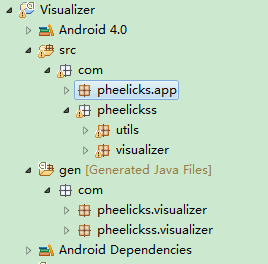 Visualizer
Android 4.0
src
com
pheelicks.app
pheelickss
utils
visualizer
gen [Generated Java Files]
com
pheelicks.visualizer
pheelickss.visualizer
Android Dependencies